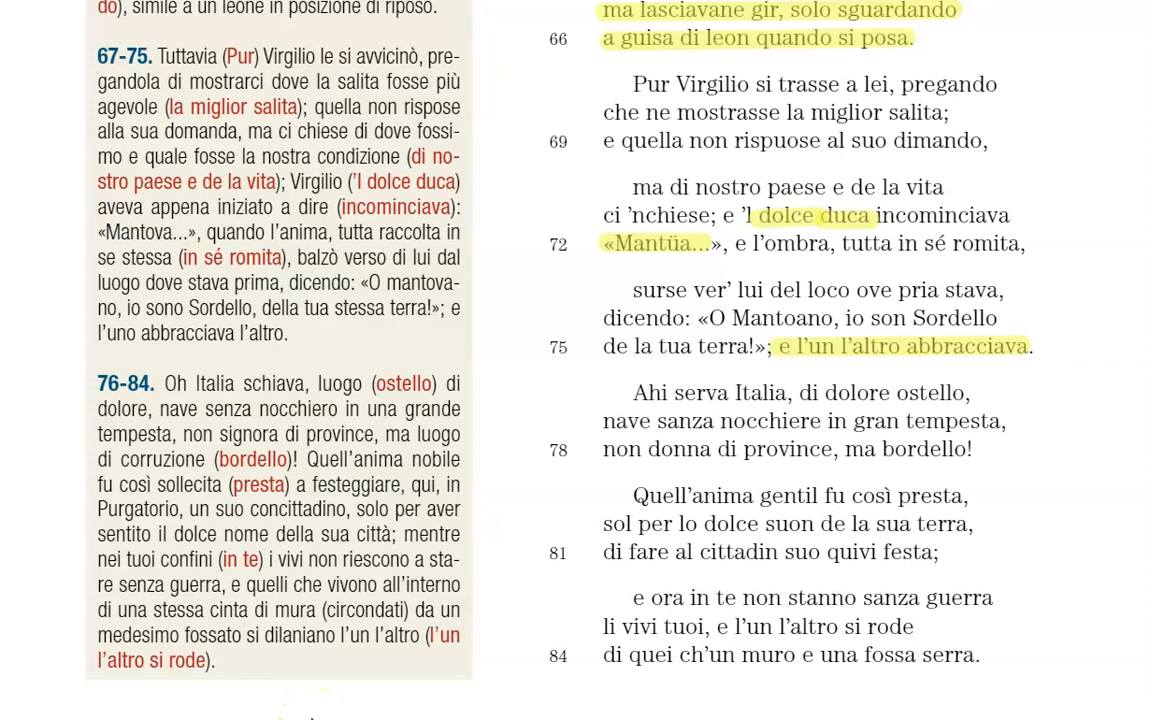 do), simile a un leone in posizione di riposo.
67-75. Tuttavia (Pur) Virgilio le si avvicinò, pre-
gandola di mostrarci dove la salita fosse più
agevole (la miglior salita); quella non rispose
alla sua domanda, ma ci chiese di dove fossi-
mo e quale fosse la nostra condizione (di no-
stro paese e de la vita); Virgilio ('l dolce duca)
aveva appena iniziato a dire (incominciava):
«Mantova...», quando l'anima, tutta raccolta in
se stessa (in sé romita), balzò verso di lui dal
luogo dove stava prima, dicendo: «O mantova-
no, io sono Sordello, della tua stessa terra!»; e
l'uno abbracciava l'altro.
76-84. Oh Italia schiava, luogo (ostello) di
dolore, nave senza nocchiero in una grande
tempesta, non signora di province, ma luogo
di corruzione (bordello)! Quell'anima nobile
fu così sollecita (presta) a festeggiare, qui, in
Purgatorio, un suo concittadino, solo per aver
sentito il dolce nome della sua città; mentre
nei tuoi confini (in te) i vivi non riescono a sta-
re senza guerra, e quelli che vivono all'interno
di una stessa cinta di mura (circondati) da un
medesimo fossato si dilaniano l'un l'altro (l'un
l'altro si rode).
ma lasciavane gir, solo sguardando
66 a guisa di leon quando si posa.
Pur Virgilio si trasse a lei, pregando
che ne mostrasse la miglior salita;
69 e quella non rispuose al suo dimando,
ma di nostro paese e de la vita
ci 'nchiese; e 'l dolce duca incominciava
72 «Mantüa...», e l'ombra, tutta in sé romita,
surse ver' lui del loco ove pria stava,
dicendo: «O Mantoano, io son Sordello
75 de la tua terra!»; e l'un l'altro abbracciava.
Ahi serva Italia, di dolore ostello,
nave sanza nocchiere in gran tempesta,
78 non donna di province, ma bordello!
Quell'anima gentil fu così presta,
sol per lo dolce suon de la sua terra,
81 di fare al cittadin suo quivi festa;
e ora in te non stanno sanza guerra
li vivi tuoi, e l'un l'altro si rode
84 di quei ch'un muro e una fossa serra.